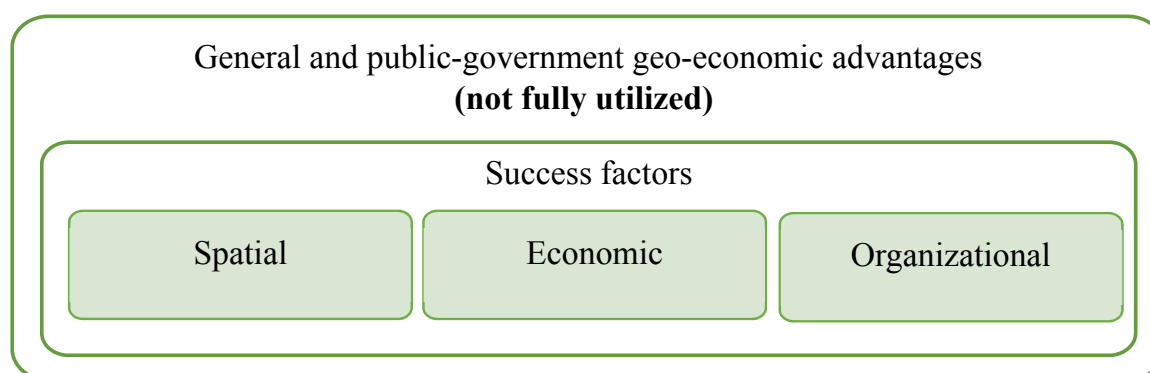 General and public-government geo-economic advantages
(not fully utilized)
Success factors
Spatial
Economic
Organizational